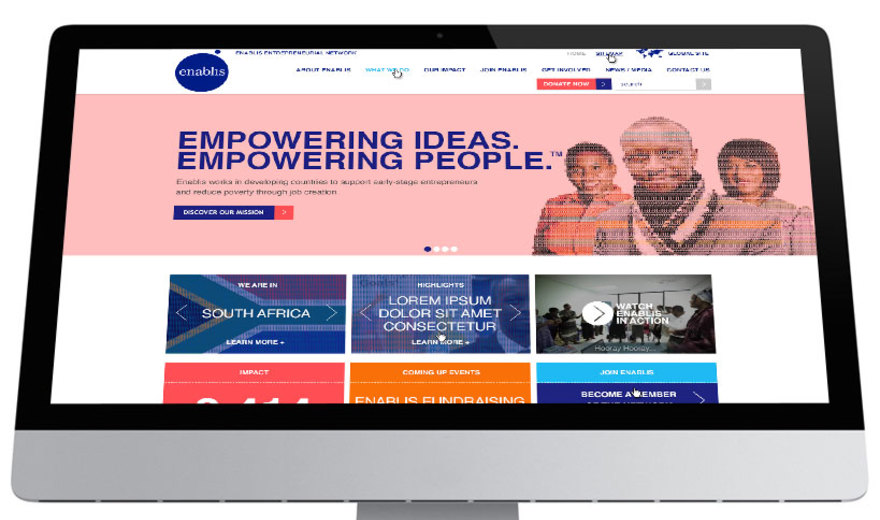 ENABLIS ENTREPRENEURIAL NETWORK
HOME SITEMAP GLOBAL SITE
enablis
ABOUT ENABLIS WHAT WE DO OUR IMPACT JOIN ENABLIS GET INVOLVED NEWS / MEDIA CONTACT US
DONATE NOW
EMPOWERING IDEAS.
EMPOWERING PEOPLE.™
Enablis works in developing countries to support early-stage entrepreneurs
and reduce poverty through job creation.
DISCOVER OUR MISSION
WE ARE IN
SOUTH AFRICA
LEARN MORE +
HIGHLIGHTS
LOREM IPSUM
DOLOR SIT AMET
CONSECTETUR
LEARN MORE +
WATCH
ENABLIS
IN ACTION
Hooray Hooray...
IMPACT
COMING UP EVENTS
ENABLIS FUNDRAISING
JOIN ENABLIS
BECOME A MEMBER